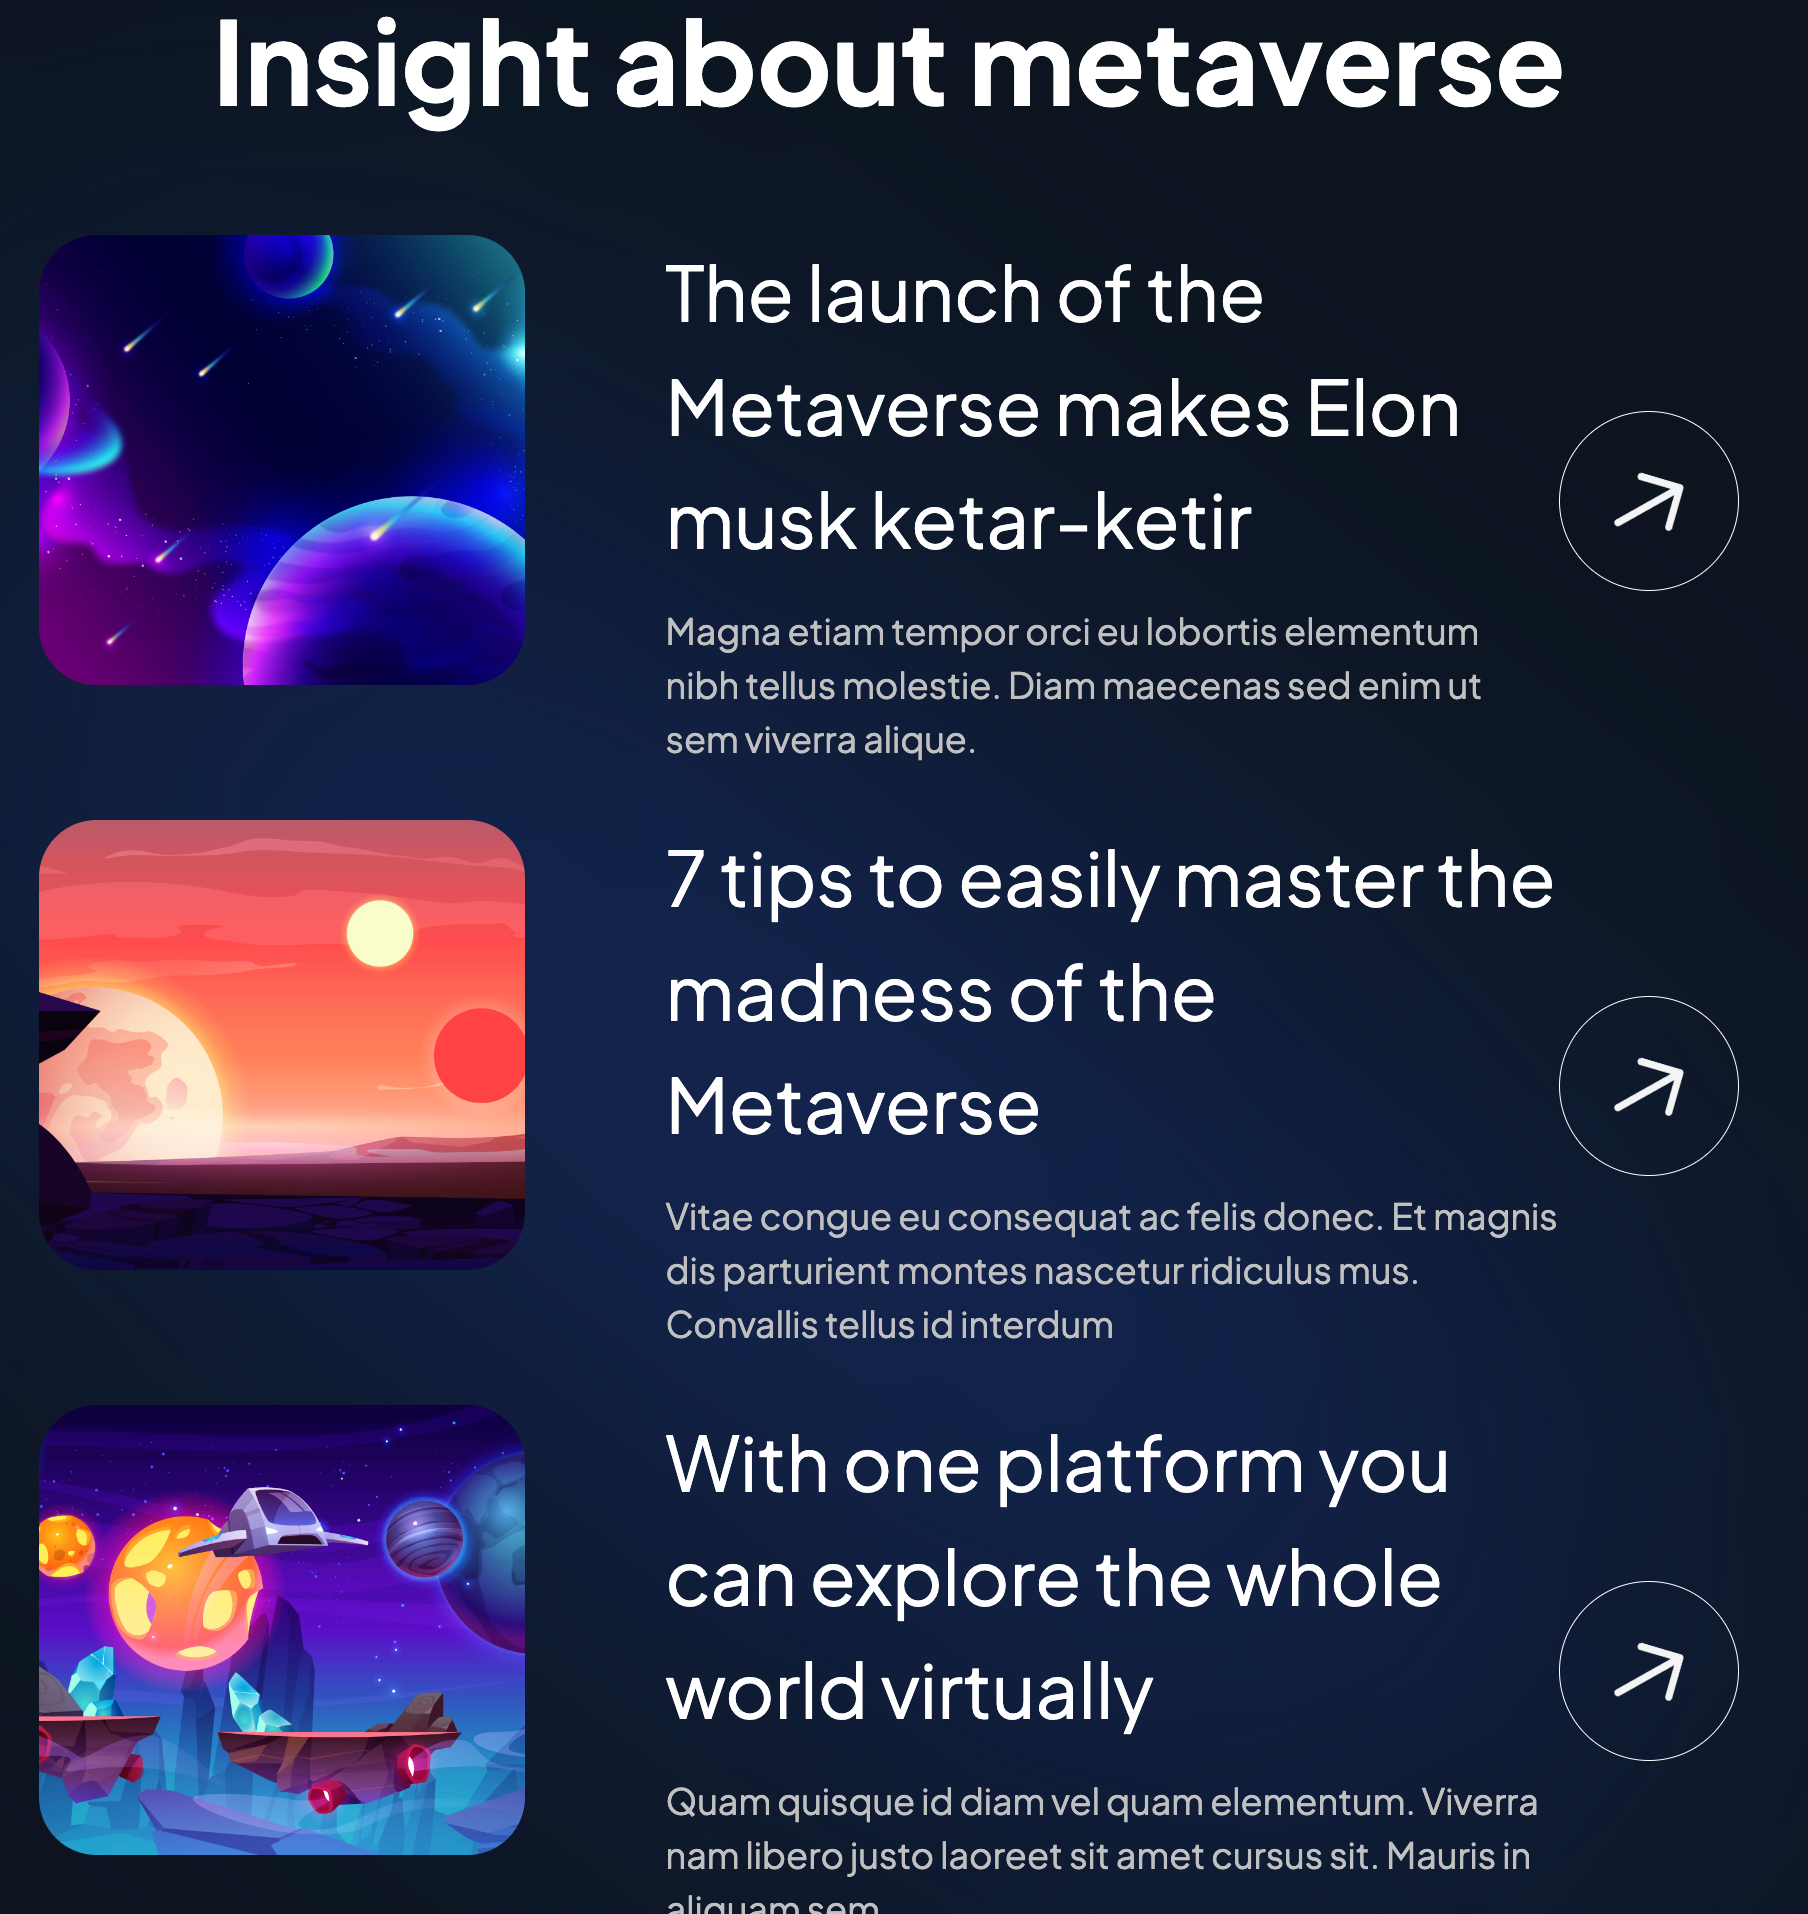 Insight about metaverse
The launch of the
Metaverse makes Elon
musk ketar-ketir
Magna etiam tempor orci eu lobortis elementum
nibh tellus molestie. Diam maecenas sed enim ut
sem viverra alique.
7 tips to easily master the
madness of the
Metaverse
Vitae congue eu consequat ac felis donec. Et magnis
dis parturient montes nascetur ridiculus mus.
Convallis tellus id interdum
With one platform you
can explore the whole
world virtually
Quam quisque id diam vel quam elementum. Viverra
nam libero justo laoreet sit amet cursus sit. Mauris in
aliquam sem